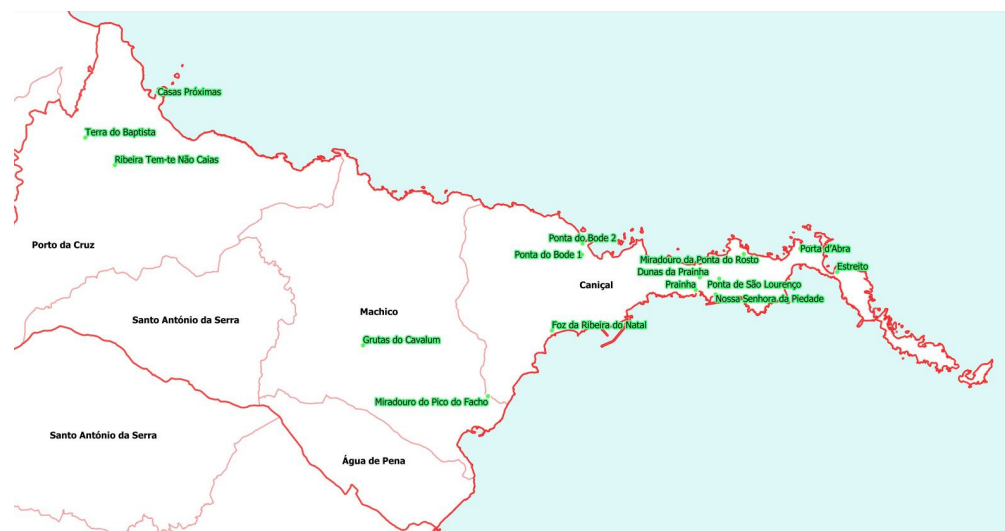 Casas Próximas
Terra do Baptista
Ribeira Tem-te Não Caias
Porto da Cruz
Ponta do Bode 2
Porta d'Abra
Ponta do Bode 1
Miradouro da Ponta do Rosto
Estreito
Dunas da Prainha
Caniçal
Prainha
Ponta de São Lourenço
Nossa Senhora da Piedade
Santo António da Serra
Machico
Foz da Ribeira do Natal
Grutas do Cavalum
Miradouro do Pico do Facho
Santo António da Serra
Água de Pena